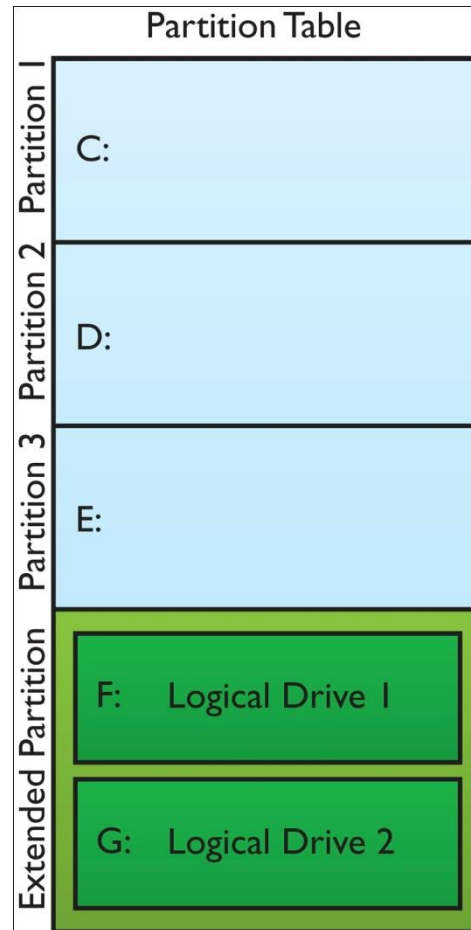 Partition Table
Partition 1
C:
Partition 2
D:
Partition 3
E:
Extended Partition
F: Logical Drive 1
G: Logical Drive 2